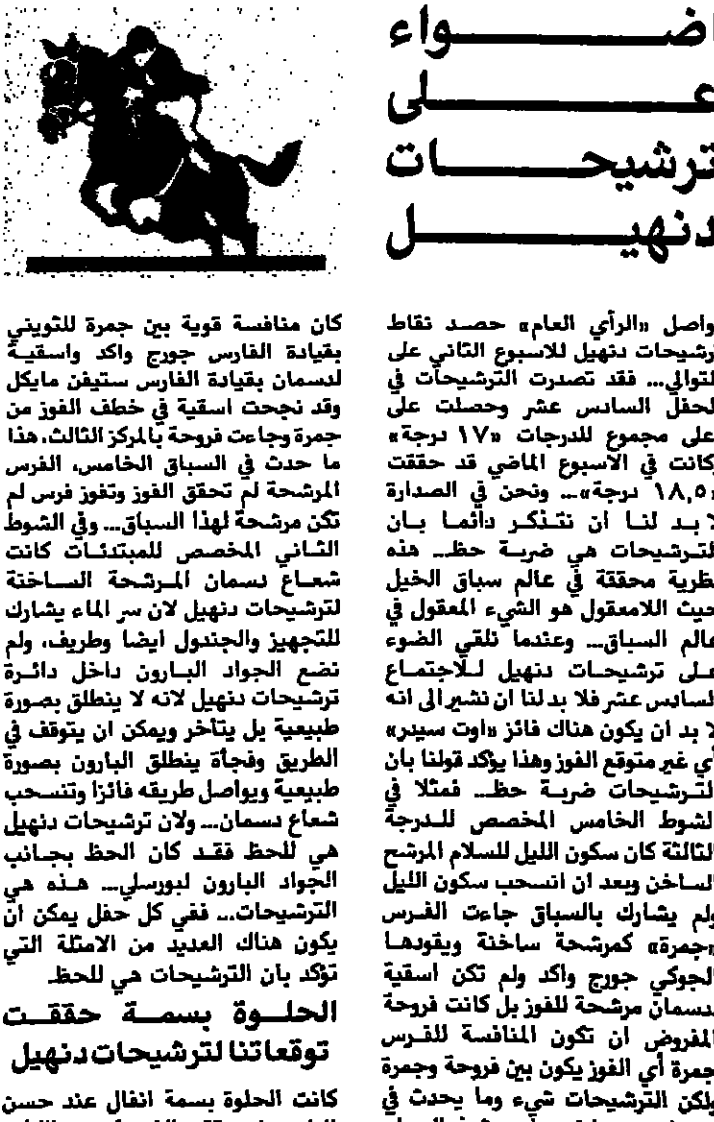 اضواء
على
ترشيحات
دنهيل
واصل «الرأي العام» حصد نقاط
ترشيحات دنهيل للاسبوع الثاني على
التوالي... فقد تصدرت الترشيحات في
الحفل السادس عشر وحصلت على
اعلى مجموع للدرجات «١٧ درجة»
وكانت في الاسبوع الماضي قد حققت
«١٨,٥ درجة»... ونحن في الصدارة
لا بد لنا ان نتذكر دائما بان
الترشيحات هي ضربة حظ... هذه
نظرية محققة في عالم سباق الخيل
حيث اللامعقول هو الشيء المعقول في
عالم السباق... وعندما نلقي الضوء
على ترشيحات دنهيل للاجتماع
السادس عشر فلا بد لنا ان نشير الى انه
لا بد ان يكون هناك فائز «اوت سيدر»
أي غير متوقع الفوز وهذا يؤكد قولنا بان
الترشيحات ضربة حظ... فمثلا في
الشوط الخامس المخصص للدرجة
الثالثة كان سكون الليل للسلام المرشح
الساخن وبعد ان انسحب سكون الليل
ولم يشارك بالسباق جاءت الفرس
«جمرة» كمرشحة ساخنة ويقودها
الجوكي جورج واكد ولم تكن اسقية
لدسمان مرشحة للفوز بل كانت فروحة
المفروض ان تكون المنافسة للفرس
جمرة أي الفوز يكون بين فروحة وجمرة
ولكن الترشيحات شيء وما يحدث في
كان منافسة قوية بين جمرة للثويني
بقيادة الفارس جورج واكد واسقية
لدسمان بقيادة الفارس ستيفن مايكل
وقد نجحت اسقية في خطف الفوز من
جمرة وجاءت فروحة بالمركز الثالث، هذا
ما حدث في السباق الخامس، الفرس
المرشحة لم تحقق الفوز وتفوز فرس لم
تكن مرشحة لهذا السباق... وفي الشوط
الثاني المخصص للمبتدئات كانت
شعاع دسمان المرشحة الساخنة
لترشيحات دنهيل لان سر الماء يشارك
للتجهيز والجندول ايضا وطريف، ولم
نضع الجواد البارون داخل دائرة
ترشيحات دنهيل لانه لا ينطلق بصورة
طبيعية بل يتأخر ويمكن ان يتوقف في
الطريق وفجأة ينطلق البارون بصورة
طبيعية ويواصل طريقه فائزا وتنسحب
شعاع دسمان... ولان ترشيحات دنهيل
هي للحظ فقد كان الحظ بجانب
الجواد البارون لبورسلي... هذه هي
الترشيحات... ففي كل حفل يمكن ان
يكون هناك العديد من الامثلة التي
تؤكد بان الترشيحات هي للحظ.
الحلوة بسمة حققت
توقعاتنا لترشيحات دنهيل
كانت الحلوة بسمة انفال عند حسن